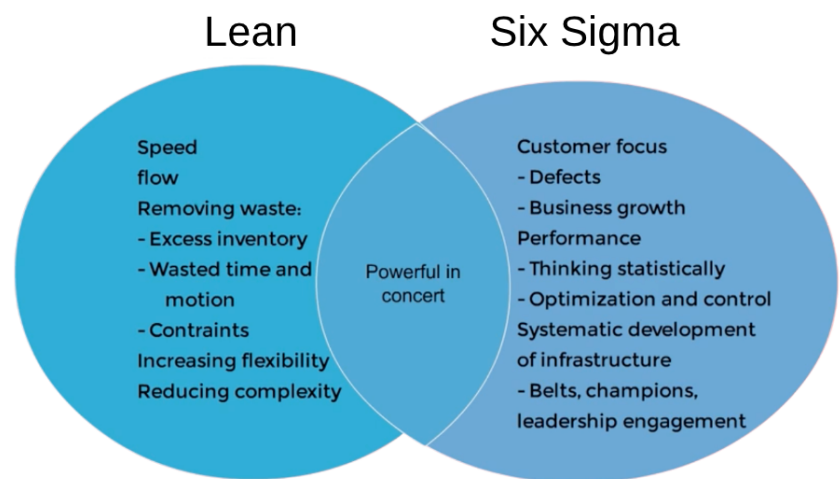 Lean
Six Sigma
Speed
flow
Removing waste:
- Excess inventory
- Wasted time and
motion
- Contraints
Increasing flexibility
Reducing complexity
Powerful in
concert
Customer focus
- Defects
- Business growth
Performance
- Thinking statistically
- Optimization and control
Systematic development
of infrastructure
- Belts, champions,
leadership engagement